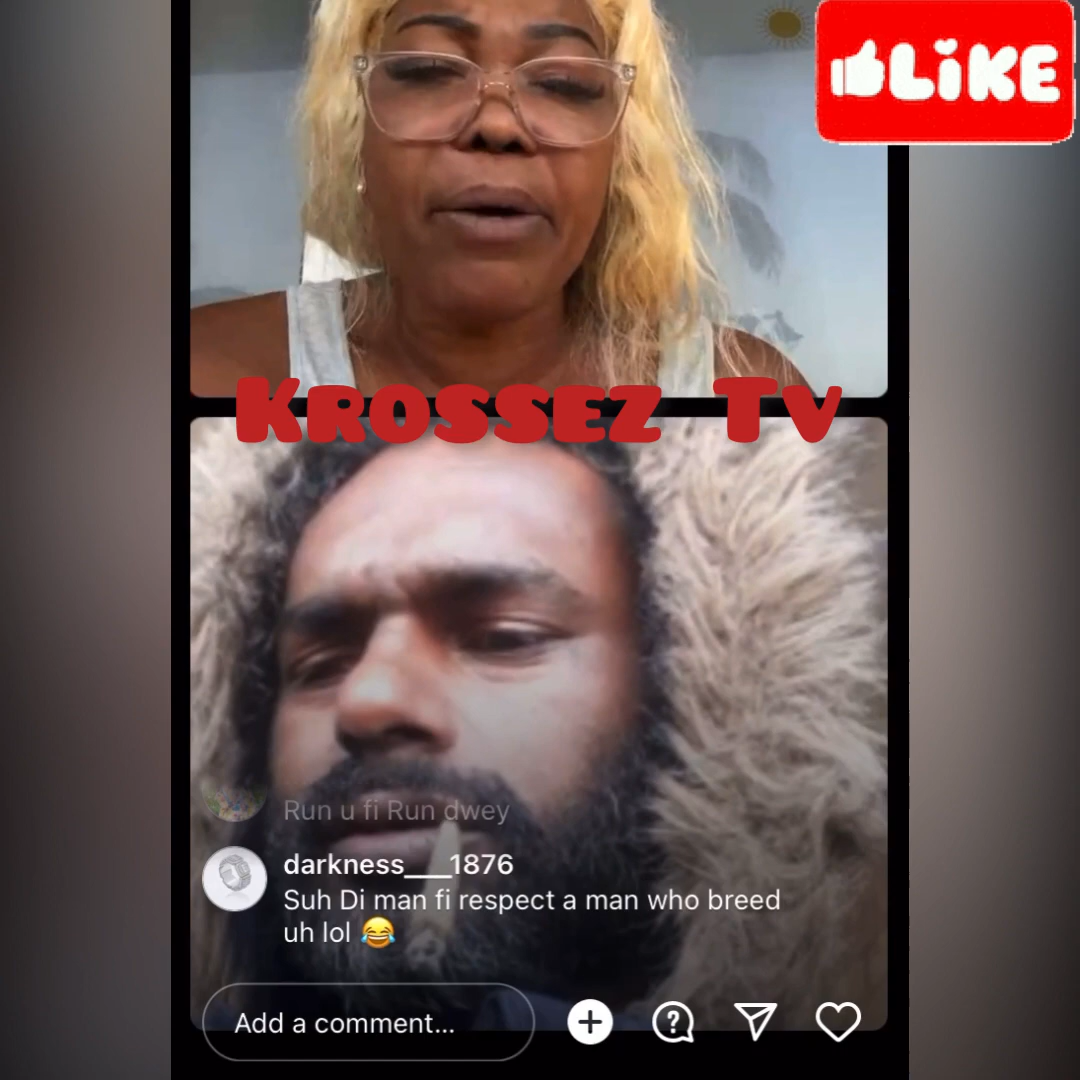 LiKE
Krossez Tv
Run u fi Run dwey
darkness___1876
Suh Di man fi respect a man who breed
uh lol 😂
Add a comment...